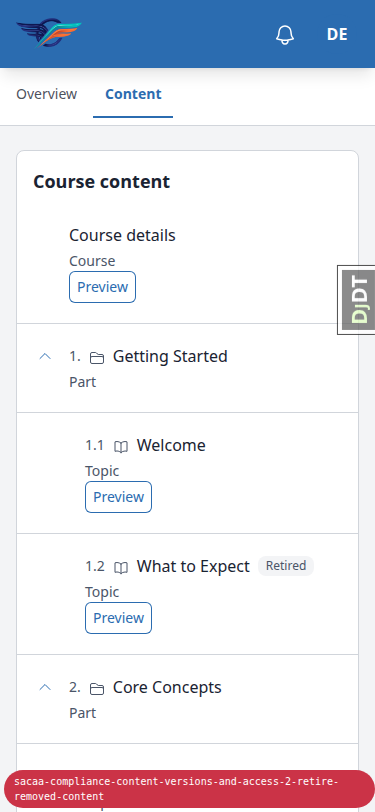 DE
Overview Content
Course content
Course details
Course
Preview
DjDT
1. Getting Started
Part
1.1 Welcome
Topic
Preview
1.2 What to Expect Retired
Topic
Preview
2. Core Concepts
Part
sacaa-compliance-content-versions-and-access-2-retire-
removed-content